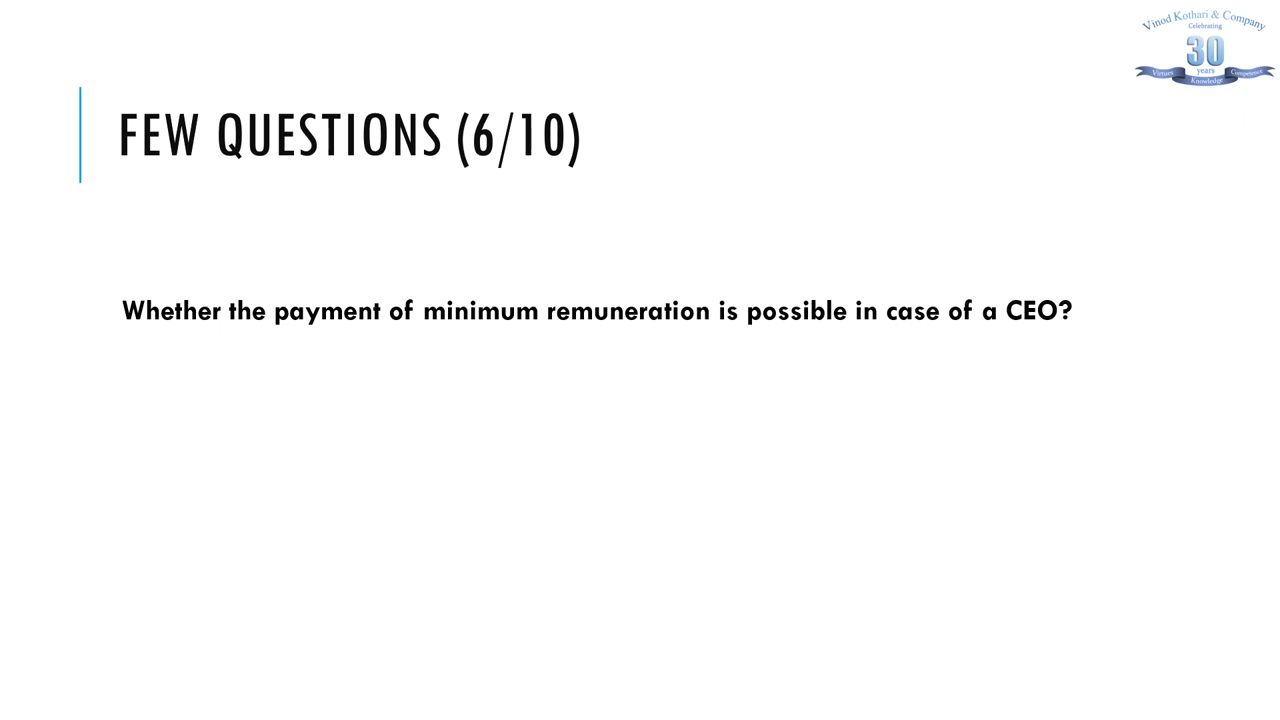 Vinod Kothari & Company
Celebrating
30
years
Virtues
Knowledge
Competence
FEW QUESTIONS (6/10)
Whether the payment of minimum remuneration is possible in case of a CEO?